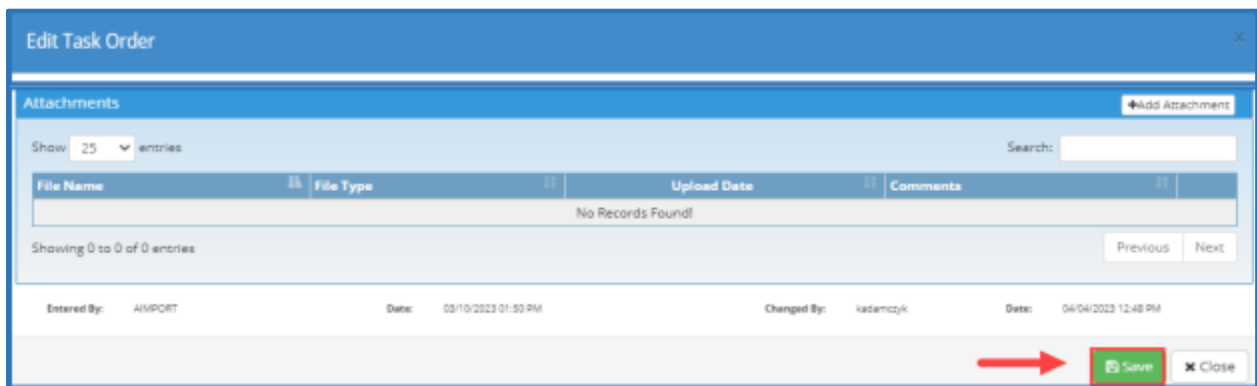 Edit Task Order x
Attachments +Add Attachment
Show 25 entries Search:
File Name File Type Upload Date Comments
No Records Found!
Showing 0 to 0 of 0 entries Previous Next
Entered By: AIMPORT Date: 03/10/2023 01:50 PM Changed By: kadamczyk Date: 04/04/2023 12:48 PM
Save × Close